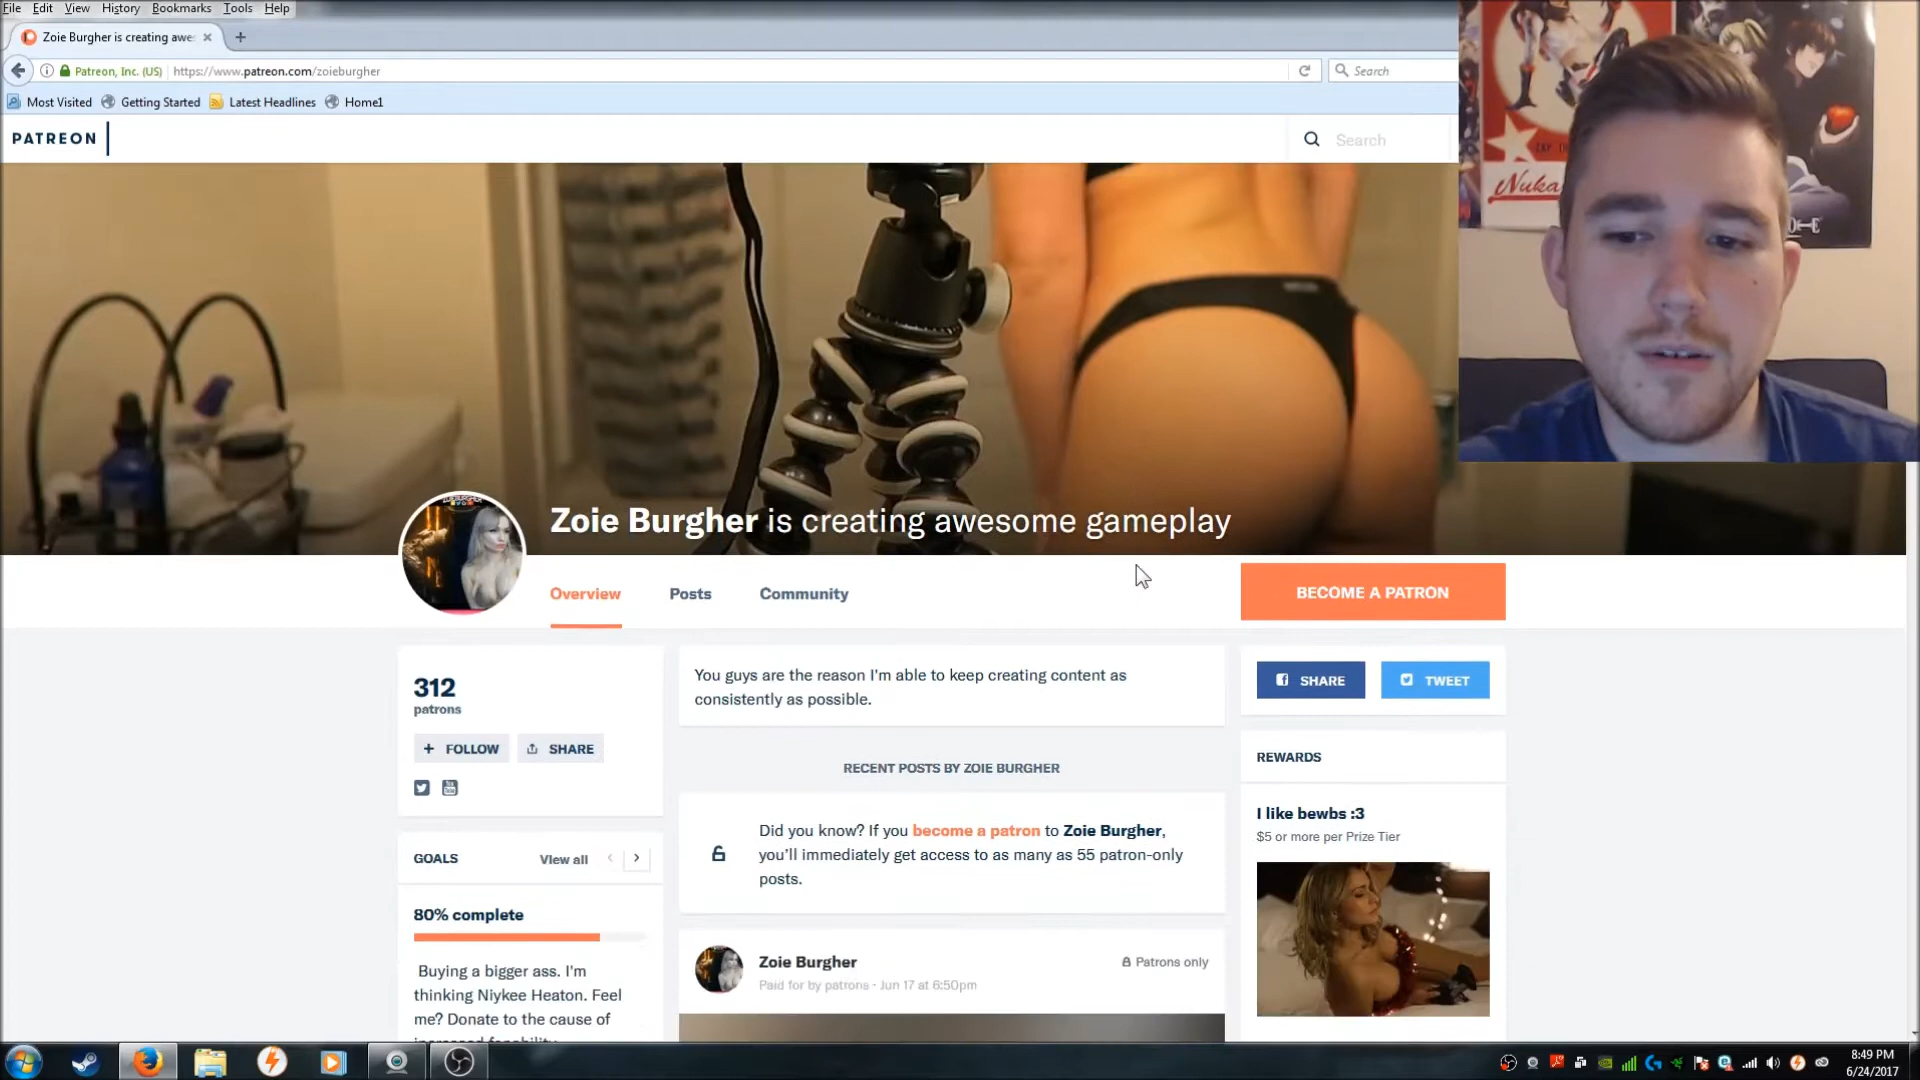 File Edit View History Bookmarks Tools Help
Zoie Burgher is creating awe
Patreon, Inc. (US) https://www.patreon.com/zoieburgher
Search
Most Visited Getting Started Latest Headlines Home1
PATREON
Search
Nuka
Zoie Burgher is creating awesome gameplay
Overview Posts Community
BECOME A PATRON
312
patrons
+ FOLLOW SHARE
GOALS View all
80% complete
Buying a bigger ass. I'm
thinking Niykee Heaton. Feel
me? Donate to the cause of
You guys are the reason I'm able to keep creating content as
consistently as possible.
RECENT POSTS BY ZOIE BURGHER
Did you know? If you become a patron to Zoie Burgher,
you'll immediately get access to as many as 55 patron-only
posts.
Zoie Burgher
Paid for by patrons - Jun 17 at 6:50pm
Patrons only
SHARE TWEET
REWARDS
I like bewbs :3
$5 or more per Prize Tier
8:49 PM
6/24/2017